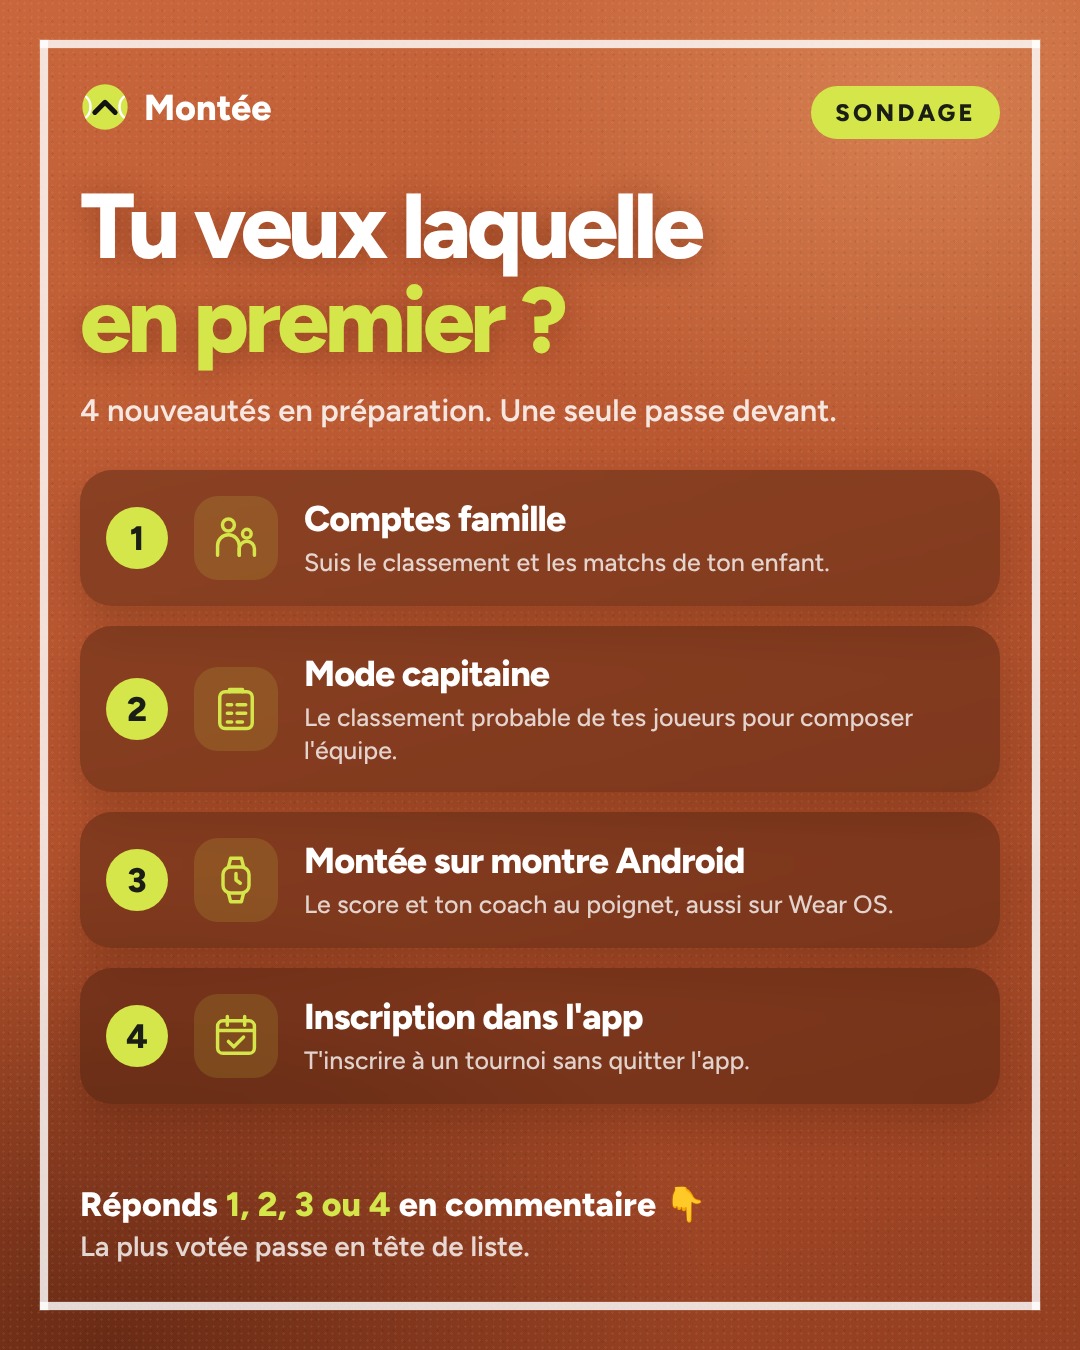 Montée
SONDAGE
Tu veux laquelle
en premier ?
4 nouveautés en préparation. Une seule passe devant.
1
Comptes famille
Suis le classement et les matchs de ton enfant.
2
Mode capitaine
Le classement probable de tes joueurs pour composer
l'équipe.
3
Montée sur montre Android
Le score et ton coach au poignet, aussi sur Wear OS.
4
Inscription dans l'app
T'inscrire à un tournoi sans quitter l'app.
Réponds 1, 2, 3 ou 4 en commentaire 👇
La plus votée passe en tête de liste.